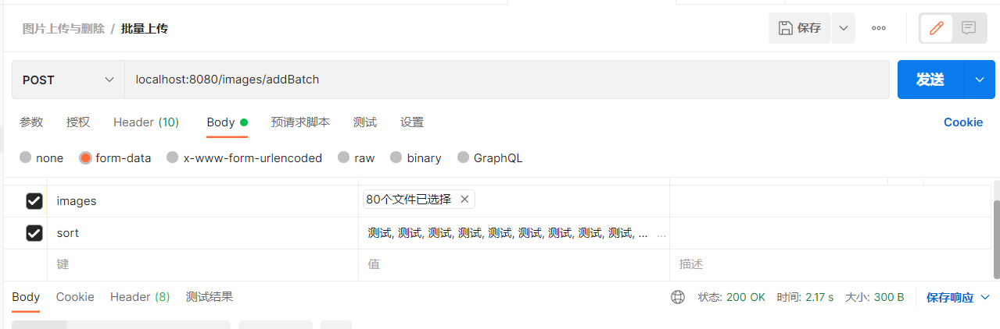 图片上传与删除 / 批量上传 保存
POST localhost:8080/images/addBatch 发送
参数 授权 Header (10) Body 预请求脚本 测试 设置 Cookie
none form-data x-www-form-urlencoded raw binary GraphQL
images 80个文件已选择
sort 测试, 测试, 测试, 测试, 测试, 测试, 测试, 测试, 测试, ... ...
键 值 描述
Body Cookie Header (8) 测试结果 状态: 200 OK 时间: 2.17 s 大小: 300 B 保存响应